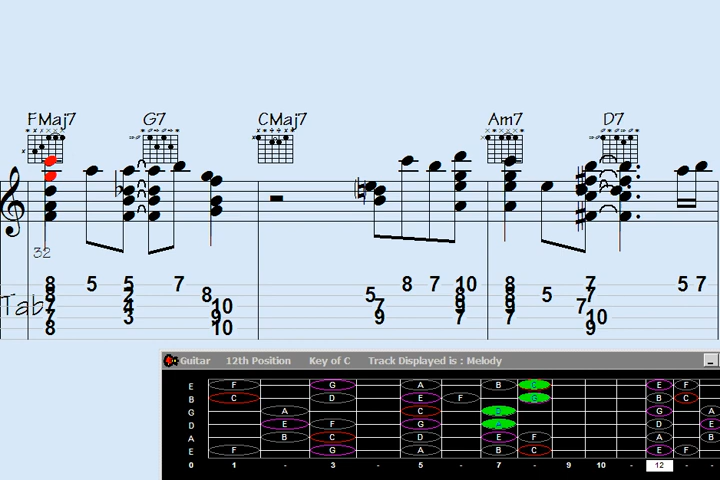 FMaj7 G7 CMaj7 Am7 D7
32
8 5 5 7 8 7 10 8 7 5 7
8 2 8 5 8 8 5 7
7 2 10 7 9 9 7
7 4 9 9 7 7 10
8 3 10 9
Tab
Guitar 12th Position Key of C Track Displayed is : Melodiy
E F G A B E F
B C D E F G B C
G A C D G A
D E F G A D E
A B C D E F A B
E F G A B C E F
0 1 - 3 - 5 - 7 - 9 10 - 12 - -